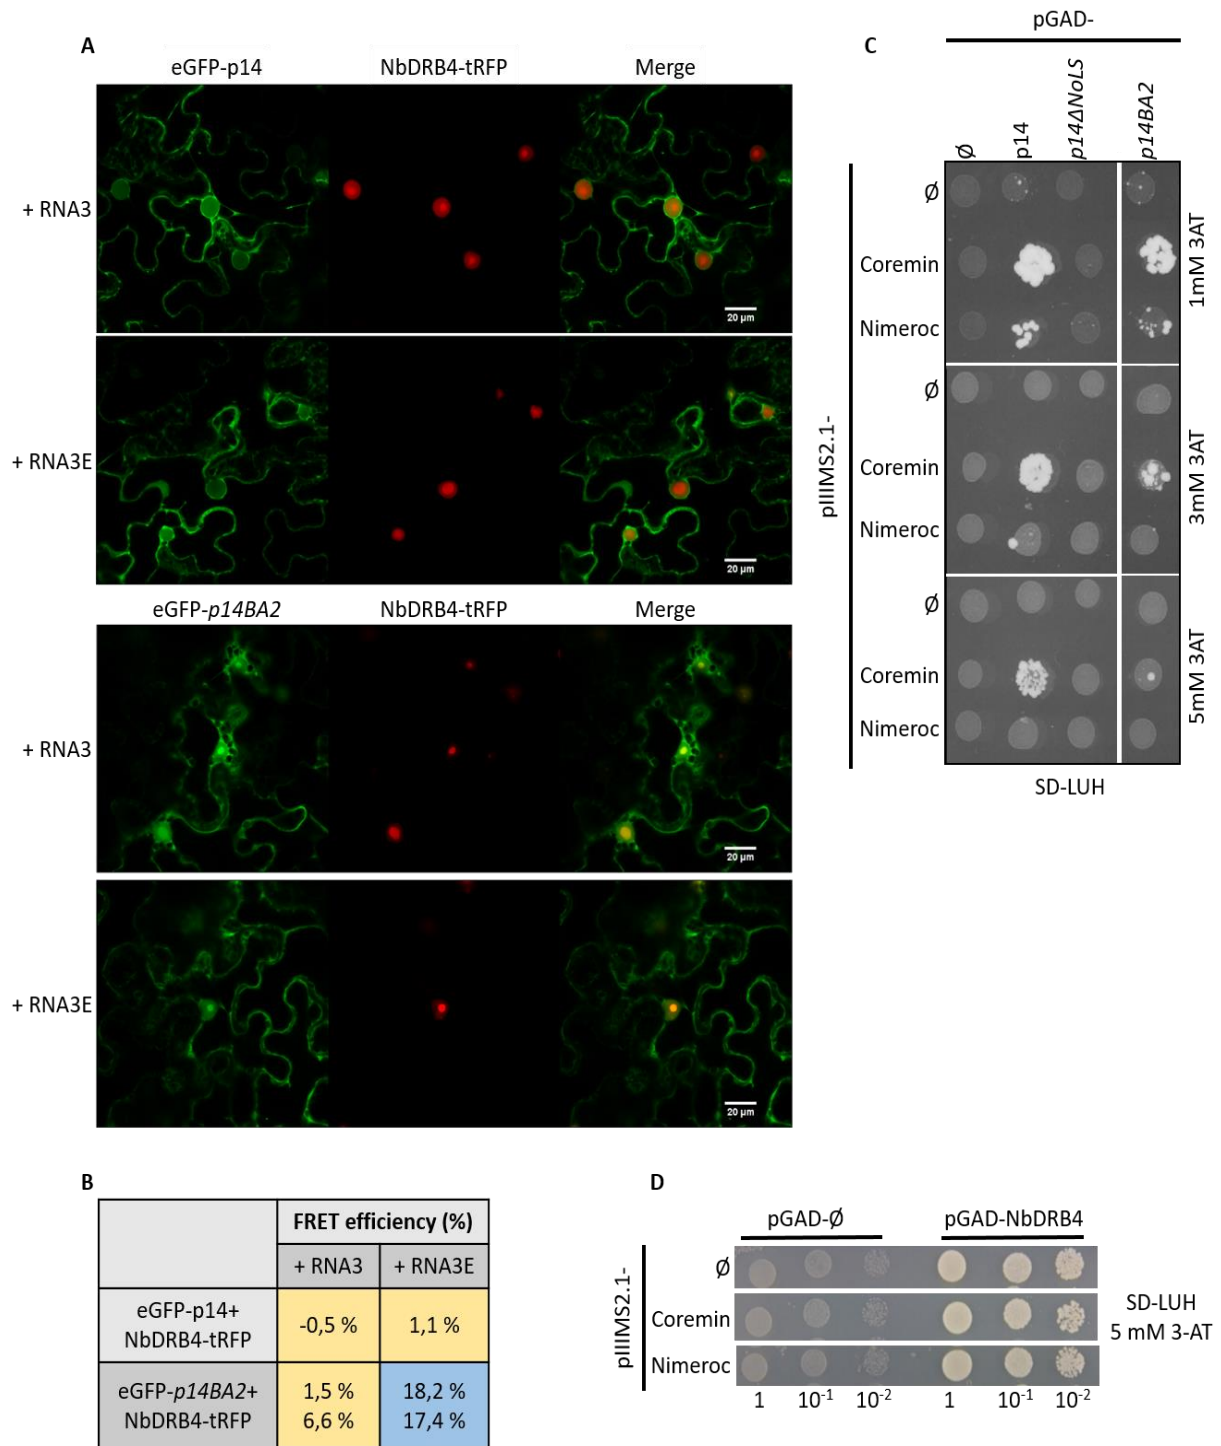 A
eGFP-p14
NbDRB4-tRFP
Merge
+ RNA3
20 µm
+ RNA3E
20 µm
eGFP-p14BA2
NbDRB4-tRFP
Merge
+ RNA3
20 µm
+ RNA3E
20 µm
B
FRET efficiency (%)
+ RNA3
+ RNA3E
eGFP-p14+
NbDRB4-tRFP
-0,5 %
1,1 %
eGFP-p14BA2+
NbDRB4-tRFP
1,5 %
6,6 %
18,2 %
17,4 %
C
pGAD-
Ø
p14
p14ΔNoLS
p14BA2
pIIIMS2.1-
Ø
Coremin
Nimeroc
1mM 3AT
Ø
Coremin
Nimeroc
3mM 3AT
Ø
Coremin
Nimeroc
5mM 3AT
SD-LUH
D
pGAD-Ø
pGAD-NbDRB4
pIIIMS2.1-
Ø
Coremin
Nimeroc
SD-LUH
5 mM 3-AT
1 10⁻¹ 10⁻² 1 10⁻¹ 10⁻²